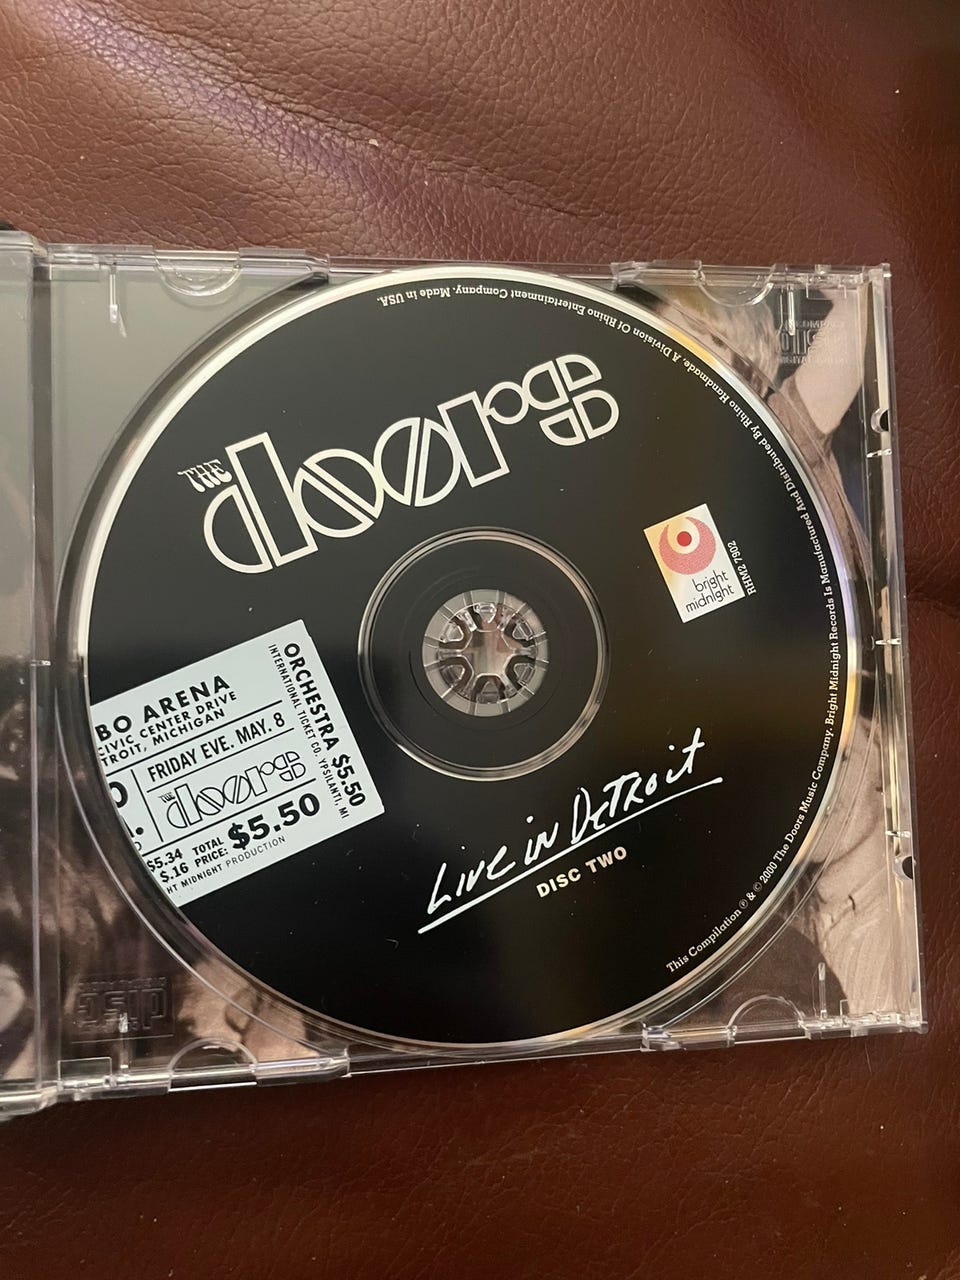 THE
doors
BO ARENA
CIVIC CENTER DRIVE
TROIT, MICHIGAN
FRIDAY EVE. MAY. 8
THE
doors
$5.34
$.16
TOTAL
PRICE: $5.50
HT MIDNIGHT PRODUCTION
ORCHESTRA $5.50
INTERNATIONAL TICKET CO. YPSILANTI, MI
bright
midnight
RHM2 7902
Live in Detroit
DISC TWO
This Compilation ℗ & © 2000 The Doors Music Company. Bright Midnight Records Is Manufactured And Distributed By Rhino Handmade, A Division Of Rhino Entertainment Company. Made in USA.
disc